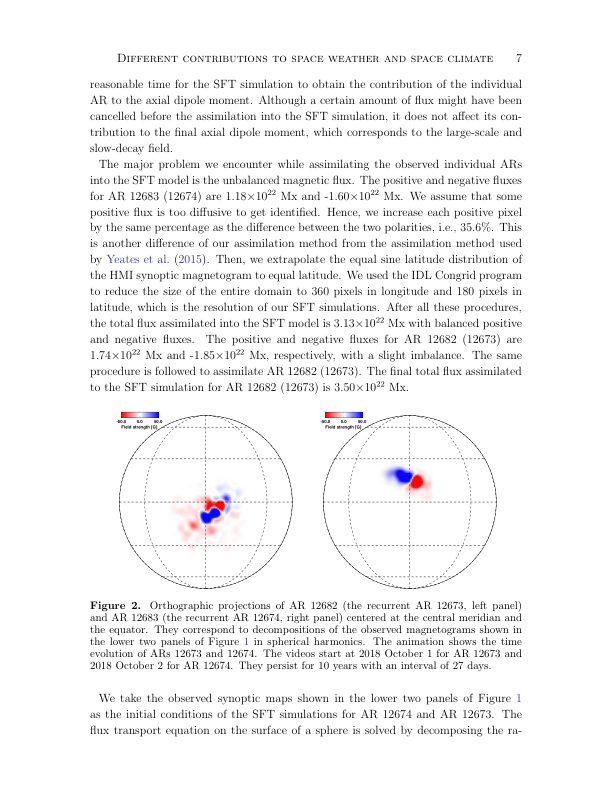 DIFFERENT CONTRIBUTIONS TO SPACE WEATHER AND SPACE CLIMATE 7
reasonable time for the SFT simulation to obtain the contribution of the individual
AR to the axial dipole moment. Although a certain amount of flux might have been
cancelled before the assimilation into the SFT simulation, it does not affect its con-
tribution to the final axial dipole moment, which corresponds to the large-scale and
slow-decay field.
The major problem we encounter while assimilating the observed individual ARs
into the SFT model is the unbalanced magnetic flux. The positive and negative fluxes
for AR 12683 (12674) are 1.18×10²² Mx and -1.60×10²² Mx. We assume that some
positive flux is too diffusive to get identified. Hence, we increase each positive pixel
by the same percentage as the difference between the two polarities, i.e., 35.6%. This
is another difference of our assimilation method from the assimilation method used
by Yeates et al. (2015). Then, we extrapolate the equal sine latitude distribution of
the HMI synoptic magnetogram to equal latitude. We used the IDL Congrid program
to reduce the size of the entire domain to 360 pixels in longitude and 180 pixels in
latitude, which is the resolution of our SFT simulations. After all these procedures,
the total flux assimilated into the SFT model is 3.13×10²² Mx with balanced positive
and negative fluxes. The positive and negative fluxes for AR 12682 (12673) are
1.74×10²² Mx and -1.85×10²² Mx, respectively, with a slight imbalance. The same
procedure is followed to assimilate AR 12682 (12673). The final total flux assimilated
to the SFT simulation for AR 12682 (12673) is 3.50×10²² Mx.
-50.0 0.0 50.0
Field strength [G]
-50.0 0.0 50.0
Field strength [G]
Figure 2. Orthographic projections of AR 12682 (the recurrent AR 12673, left panel)
and AR 12683 (the recurrent AR 12674, right panel) centered at the central meridian and
the equator. They correspond to decompositions of the observed magnetograms shown in
the lower two panels of Figure 1 in spherical harmonics. The animation shows the time
evolution of ARs 12673 and 12674. The videos start at 2018 October 1 for AR 12673 and
2018 October 2 for AR 12674. They persist for 10 years with an interval of 27 days.
We take the observed synoptic maps shown in the lower two panels of Figure 1
as the initial conditions of the SFT simulations for AR 12674 and AR 12673. The
flux transport equation on the surface of a sphere is solved by decomposing the ra-